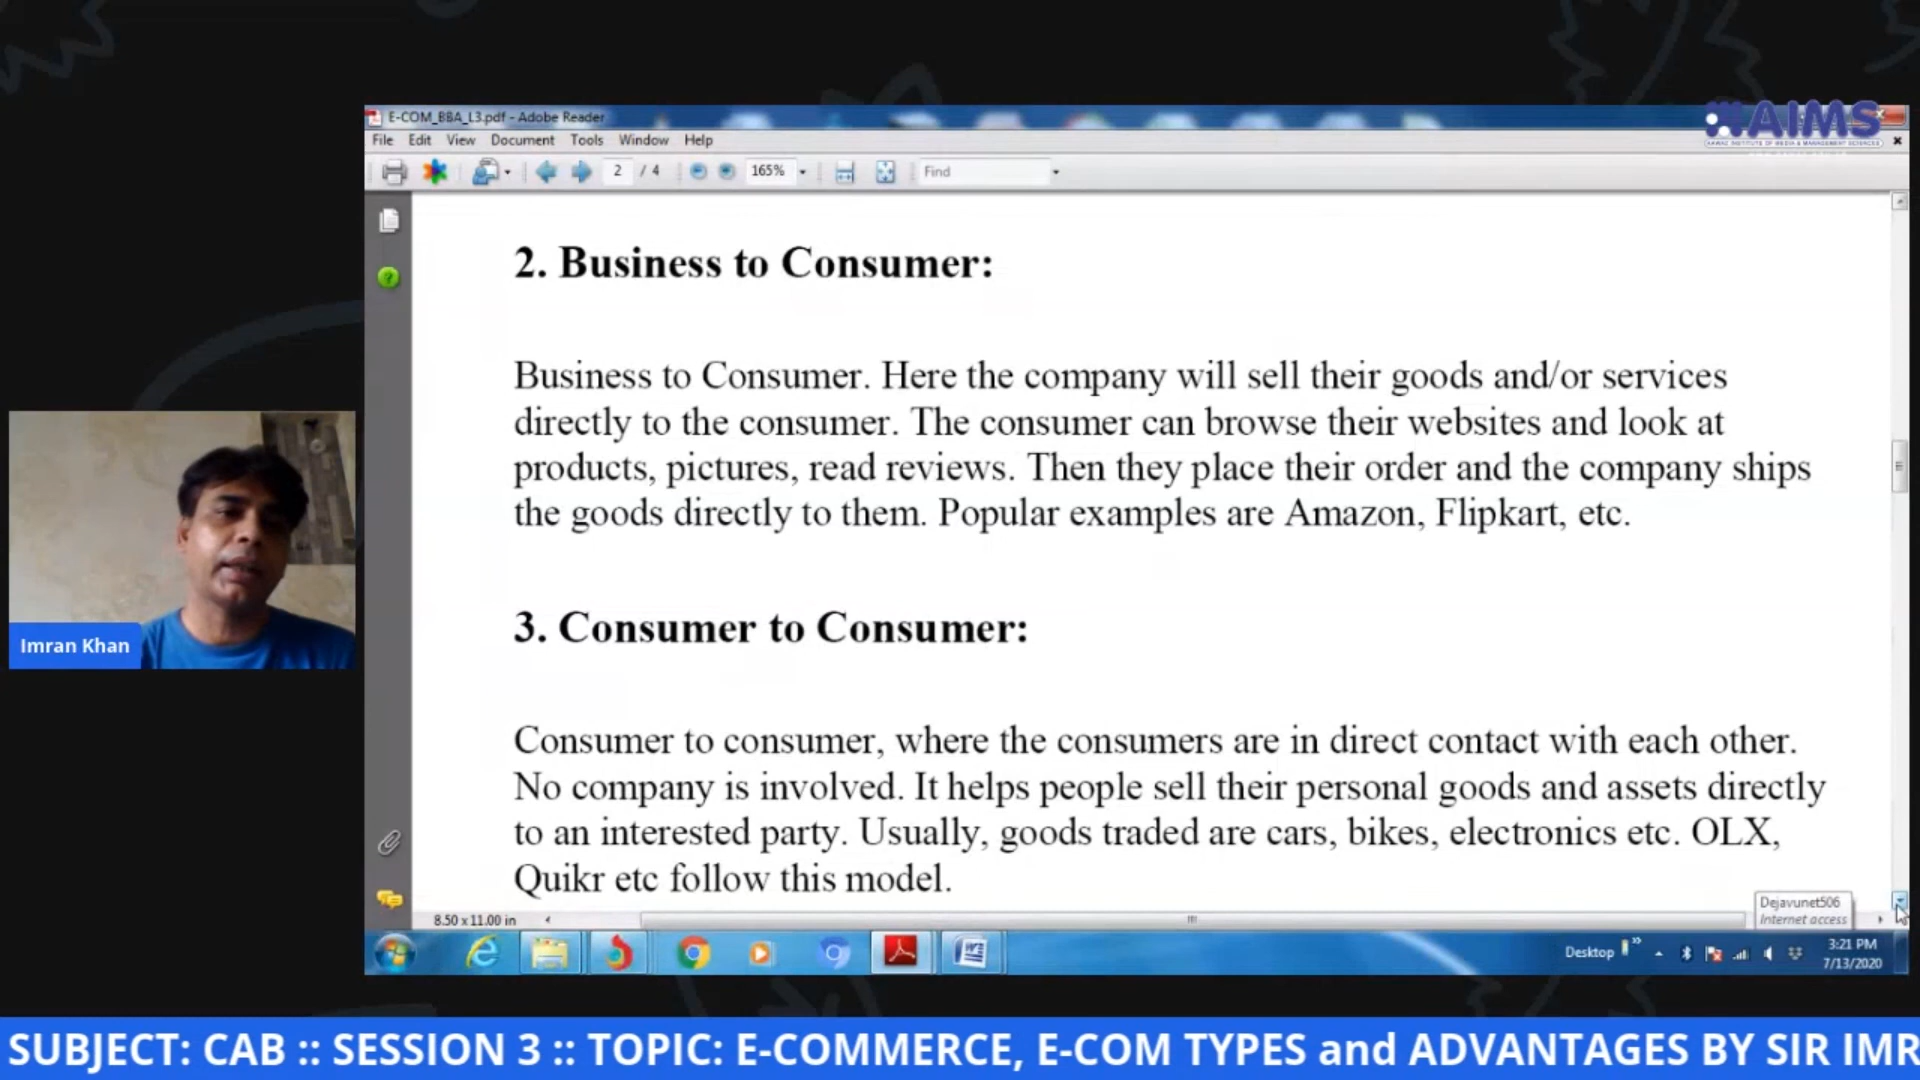 E-COM_BBA_L3.pdf - Adobe Reader
AIMS
File Edit View Document Tools Window Help
2 / 4 165% Find
2. Business to Consumer:
Business to Consumer. Here the company will sell their goods and/or services
directly to the consumer. The consumer can browse their websites and look at
products, pictures, read reviews. Then they place their order and the company ships
the goods directly to them. Popular examples are Amazon, Flipkart, etc.
3. Consumer to Consumer:
Imran Khan
Consumer to consumer, where the consumers are in direct contact with each other.
No company is involved. It helps people sell their personal goods and assets directly
to an interested party. Usually, goods traded are cars, bikes, electronics etc. OLX,
Quikr etc follow this model.
Dejavunet506
Internet access
8.50 x 11.00 in
Desktop
3:21 PM
7/13/2020
SUBJECT: CAB :: SESSION 3 :: TOPIC: E-COMMERCE, E-COM TYPES and ADVANTAGES BY SIR IMR